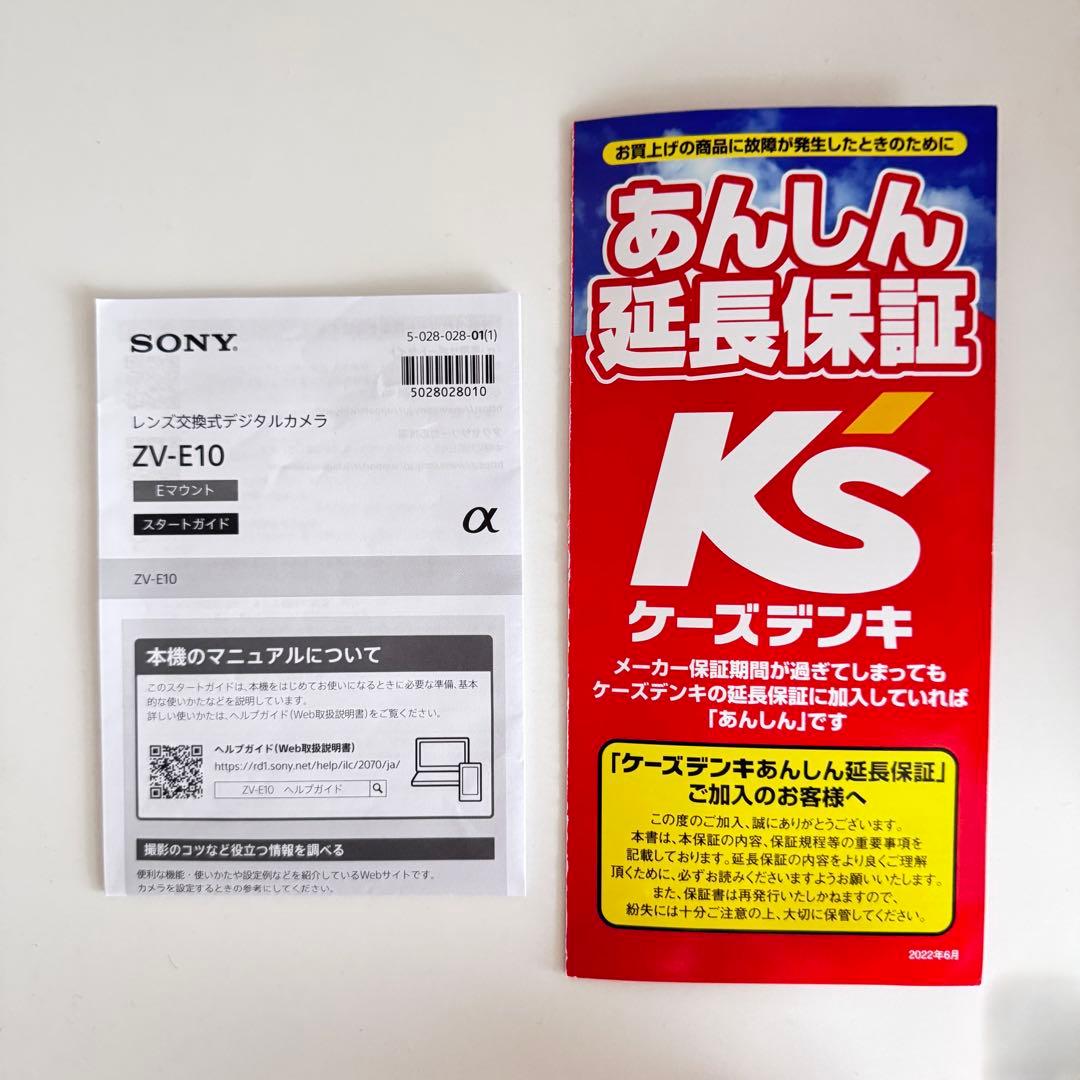 SONY
5-028-028-01(1)
5028028010
レンズ交換式デジタルカメラ
ZV-E10
Eマウント
スタートガイド
α
ZV-E10
本機のマニュアルについて
このスタートガイドは、本機をはじめてお使いになるときに必要な準備、基本
的な使いかたなどを説明しています。
詳しい使いかたは、ヘルプガイド(Web取扱説明書)をご覧ください。
ヘルプガイド(Web取扱説明書)
https://rd1.sony.net/help/ilc/2070/ja/
ZV-E10 ヘルプガイド
撮影のコツなど役立つ情報を調べる
便利な機能・使いかたや設定例などを紹介しているWebサイトです。
カメラを設定するときの参考にしてください。
お買上げの商品に故障が発生したときのために
あんしん
延長保証
K's
ケーズデンキ
メーカー保証期間が過ぎてしまっても
ケーズデンキの延長保証に加入していれば
「あんしん」です
「ケーズデンキあんしん延長保証」
ご加入のお客様へ
この度のご加入、誠にありがとうございます。
本書は、本保証の内容、保証規程等の重要事項を
記載しております。延長保証の内容をより良くご理解
頂くために、必ずお読みくださいますようお願いいたします。
また、保証書は再発行いたしかねますので、
紛失には十分ご注意の上、大切に保管してください。
2022年6月